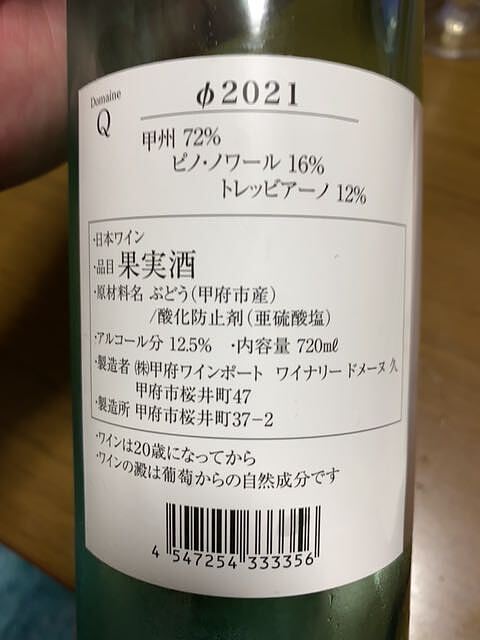 Domaine
Q
φ2021
甲州 72%
ピノ・ノワール 16%
トレッビアーノ 12%
・日本ワイン
・品目 果実酒
・原材料名 ぶどう（甲府市産）
/酸化防止剤（亜硫酸塩）
・アルコール分 12.5% ・内容量 720mℓ
・製造者 ㈱甲府ワインポート ワイナリー ドメーヌ 久
甲府市桜井町47
・製造所 甲府市桜井町37-2
・ワインは20歳になってから
・ワインの澱は葡萄からの自然成分です
4 547254 333356